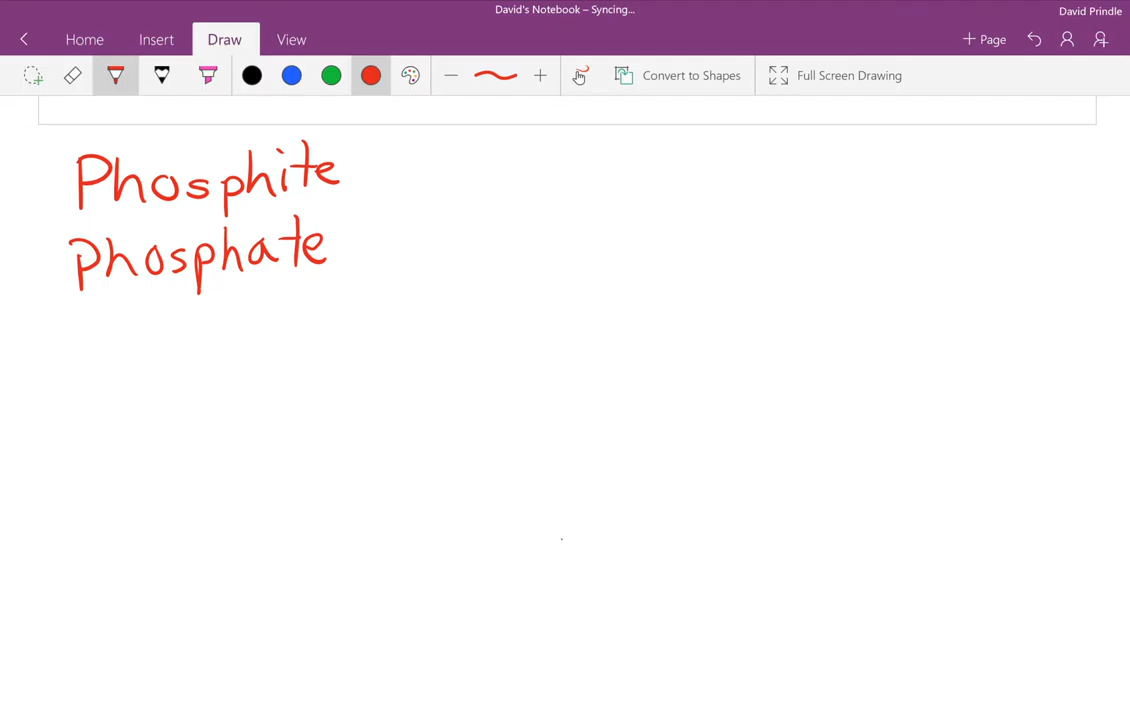 David's Notebook – Syncing...
David Prindle
Home Insert Draw View + Page
Convert to Shapes Full Screen Drawing
Phosphite
Phosphate